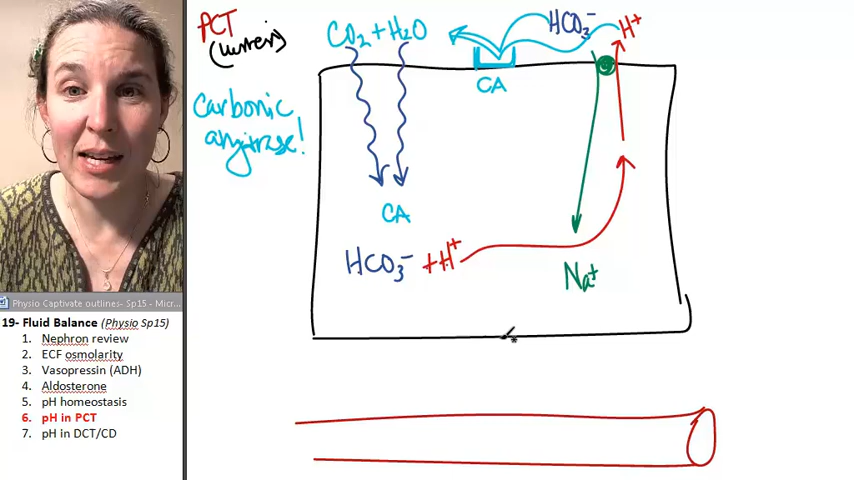 PCT
(lumen)
CO₂ + H₂O
HCO₃⁻
H⁺
CA
Carbonic
anyitrase!
CA
HCO₃⁻ + H⁺
Na⁺
Physio Captivate outlines- Sp15 - Micr...
19- Fluid Balance (Physio Sp15)
1. Nephron review
2. ECF osmolarity
3. Vasopressin (ADH)
4. Aldosterone
5. pH homeostasis
6. pH in PCT
7. pH in DCT/CD